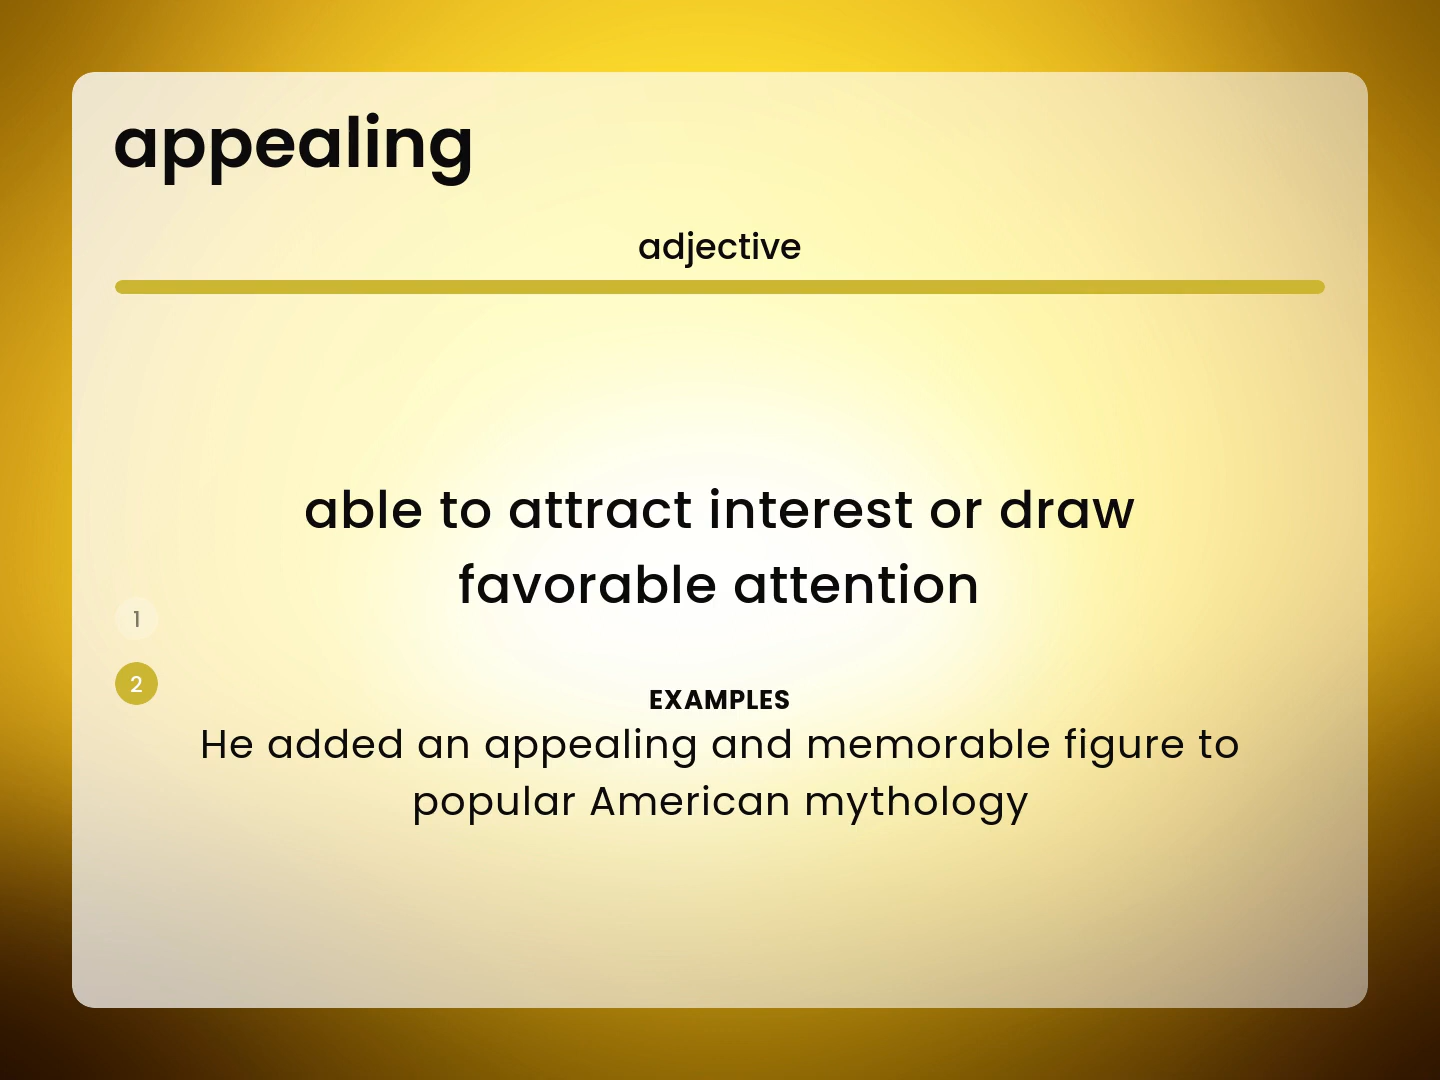 appealing
adjective
able to attract interest or draw
favorable attention
1
2
EXAMPLES
He added an appealing and memorable figure to
popular American mythology